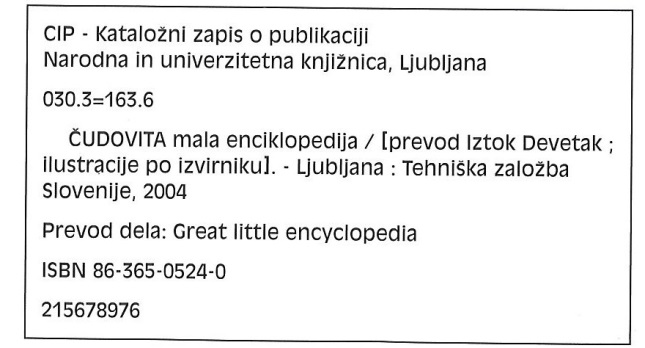 CIP - Kataložni zapis o publikaciji
Narodna in univerzitetna knjižnica, Ljubljana
030.3=163.6
ČUDOVITA mala enciklopedija / [prevod Iztok Devetak ;
ilustracije po izvirniku]. - Ljubljana : Tehniška založba
Slovenije, 2004
Prevod dela: Great little encyclopedia
ISBN 86-365-0524-0
215678976